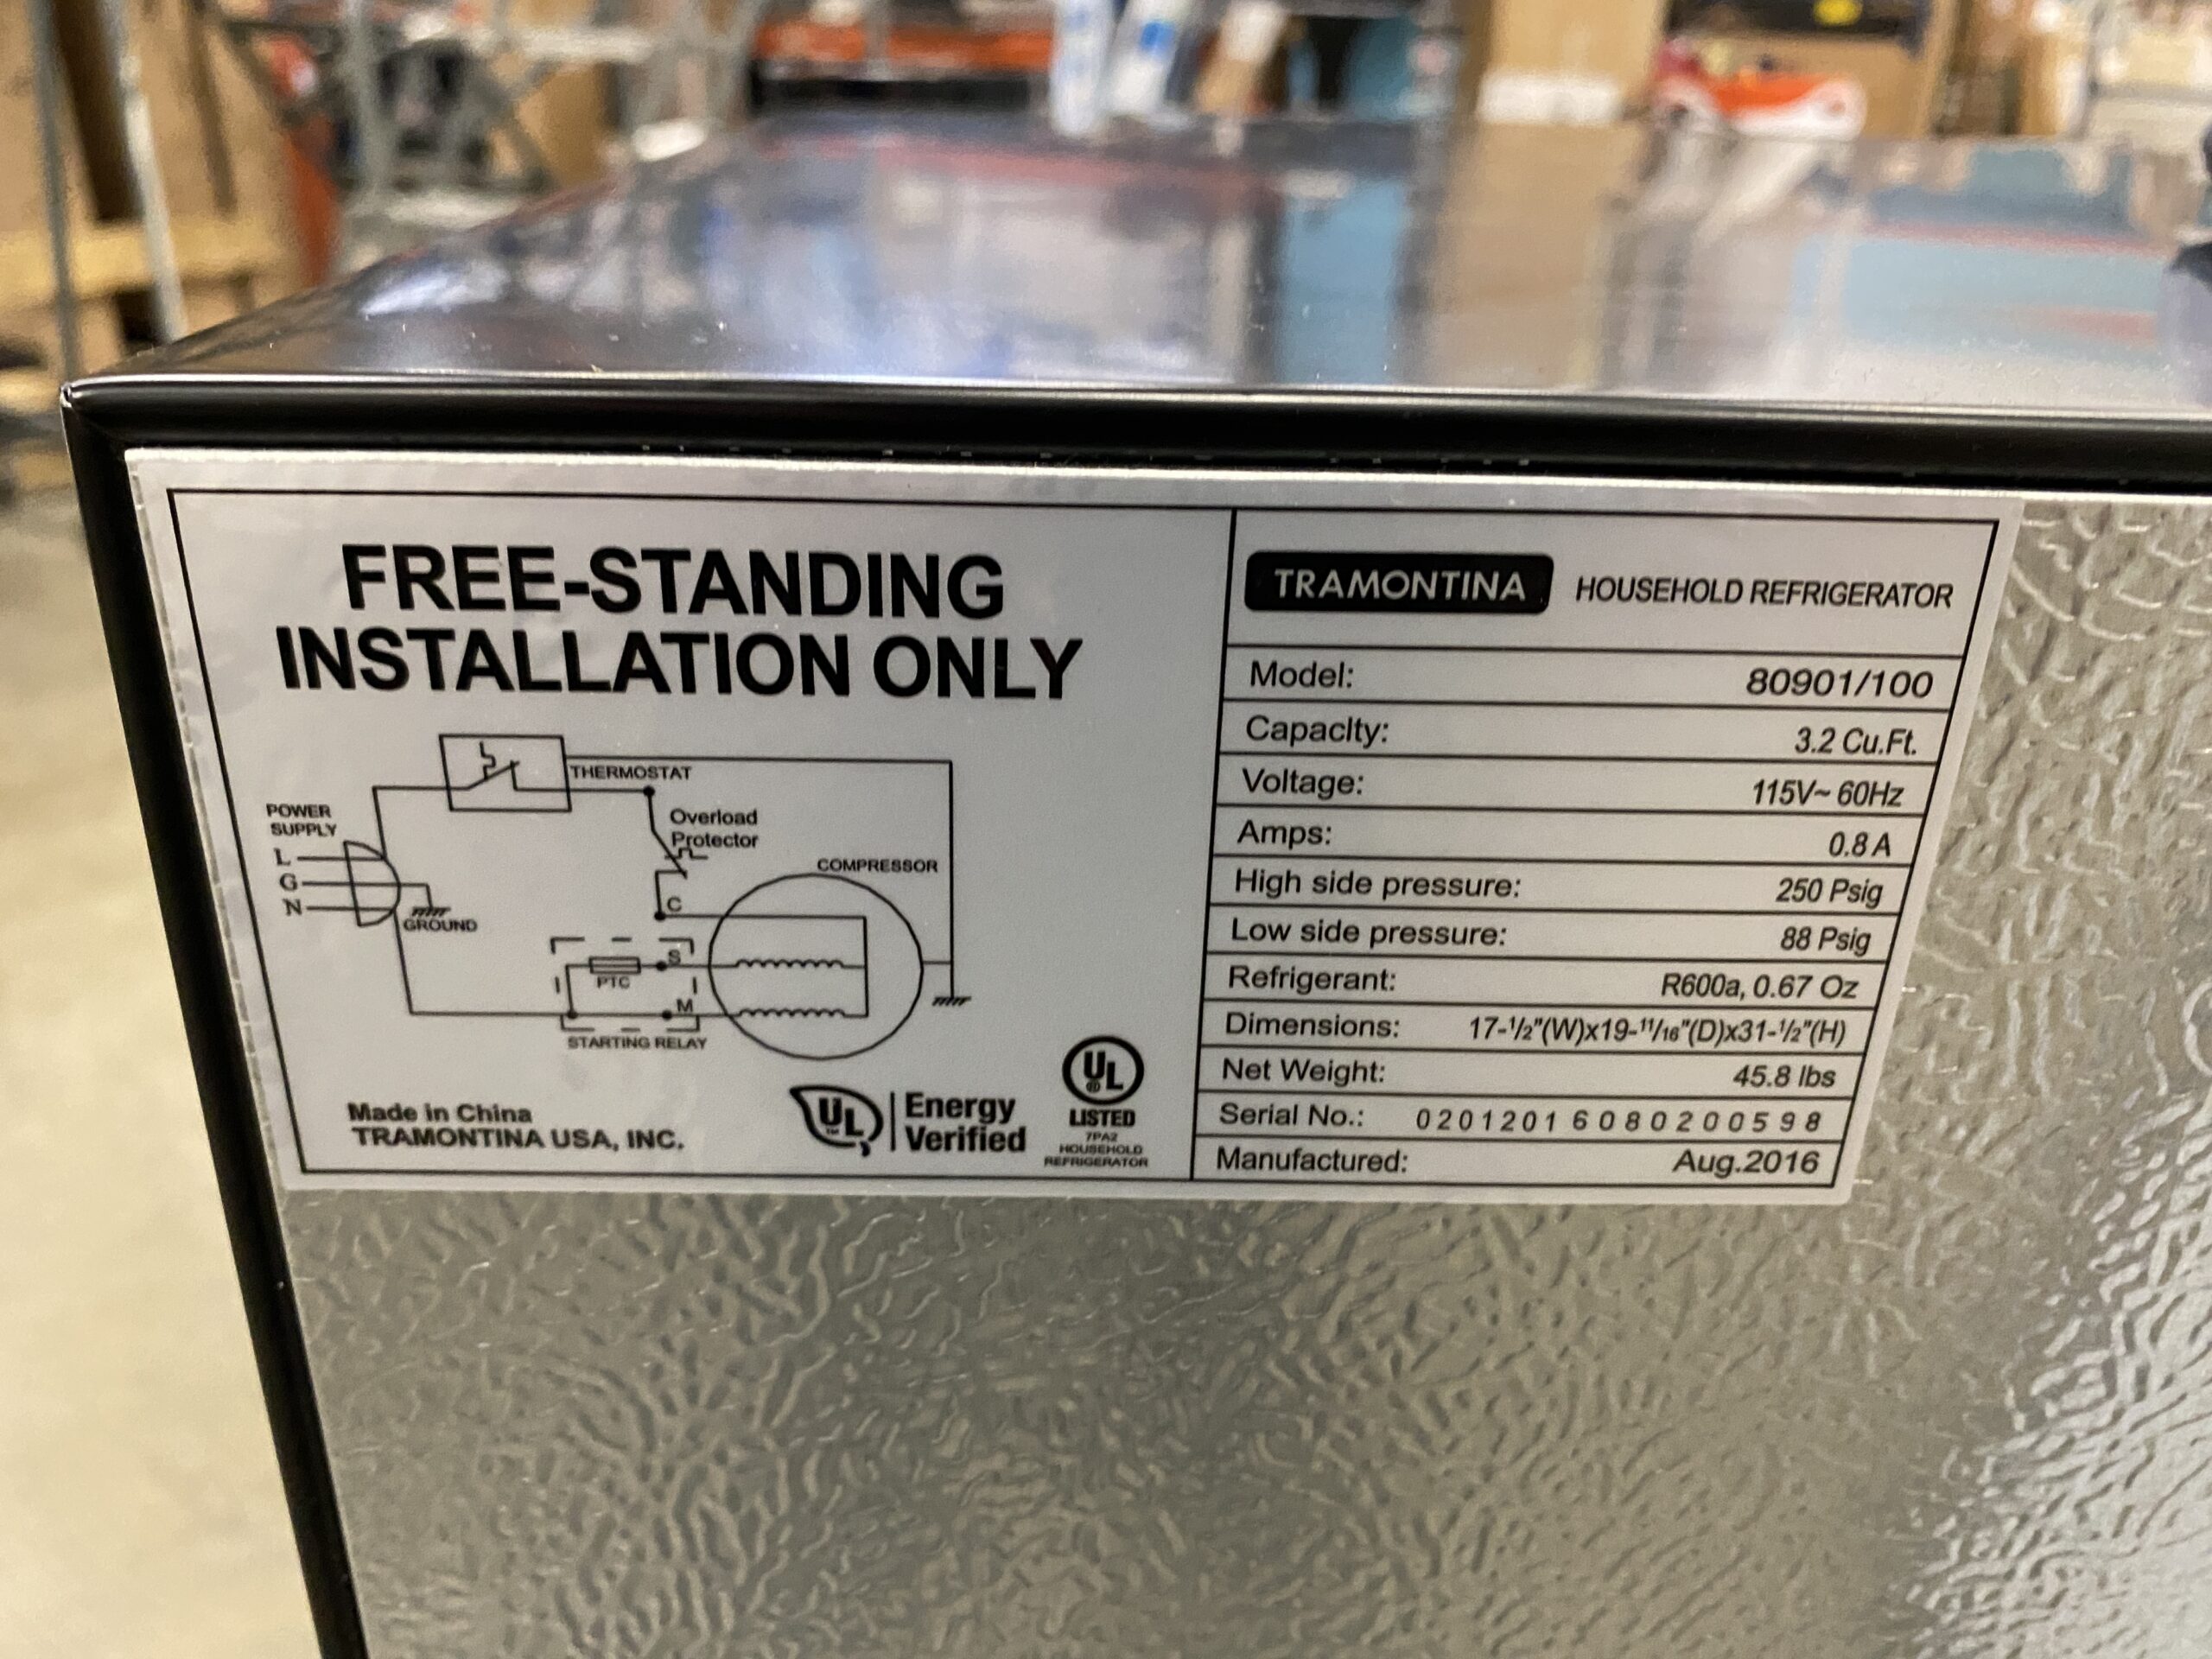 FREE-STANDING
INSTALLATION ONLY
THERMOSTAT
POWER
SUPPLY
Overload
Protector
COMPRESSOR
L
G
N
GROUND
C
S
PTC
M
STARTING RELAY
Made in China
TRAMONTINA USA, INC.
UL
Energy
Verified
UL
LISTED
7PA2
HOUSEHOLD
REFRIGERATOR
TRAMONTINA HOUSEHOLD REFRIGERATOR
Model: 80901/100
Capacity: 3.2 Cu.Ft.
Voltage: 115V~ 60Hz
Amps: 0.8 A
High side pressure: 250 Psig
Low side pressure: 88 Psig
Refrigerant: R600a, 0.67 Oz
Dimensions: 17-1/2"(W)x19-11/16"(D)x31-1/2"(H)
Net Weight: 45.8 lbs
Serial No.: 02012016080200598
Manufactured: Aug.2016